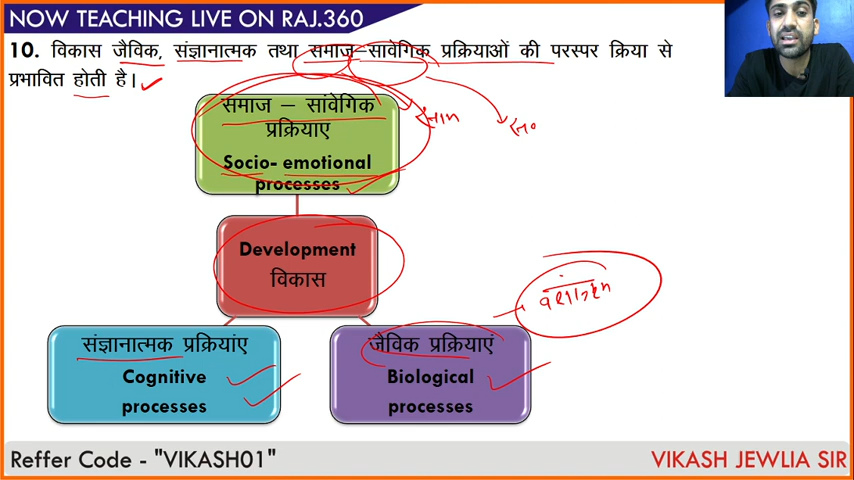 NOW TEACHING LIVE ON RAJ.360
10. विकास जैविक, संज्ञानात्मक तथा समाज-सांवेगिक प्रक्रियाओं की परस्पर क्रिया से
प्रभावित होती है।
समाज – सांवेगिक
प्रक्रियाएं
Socio- emotional
processes
Development
विकास
संज्ञानात्मक प्रक्रियांए
Cognitive
processes
जैविक प्रक्रियाएं
Biological
processes
Reffer Code - "VIKASH01"
VIKASH JEWLIA SIR